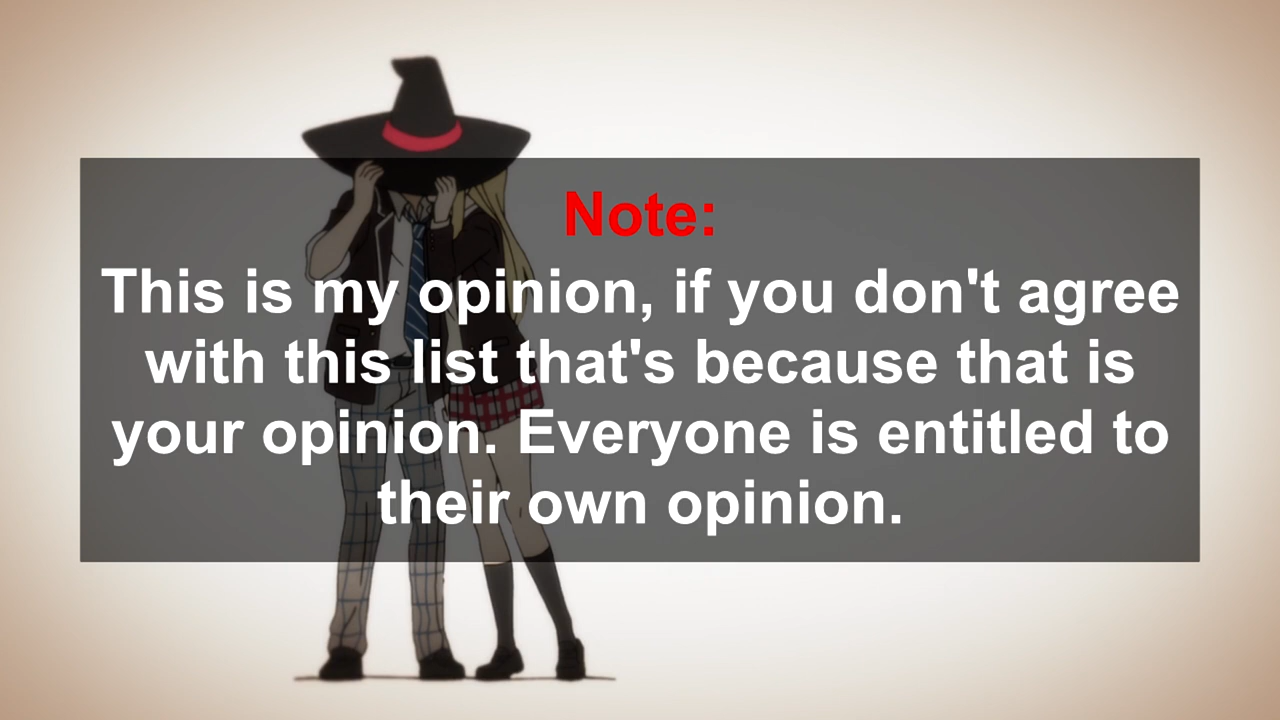 Note:
This is my opinion, if you don't agree
with this list that's because that is
your opinion. Everyone is entitled to
their own opinion.